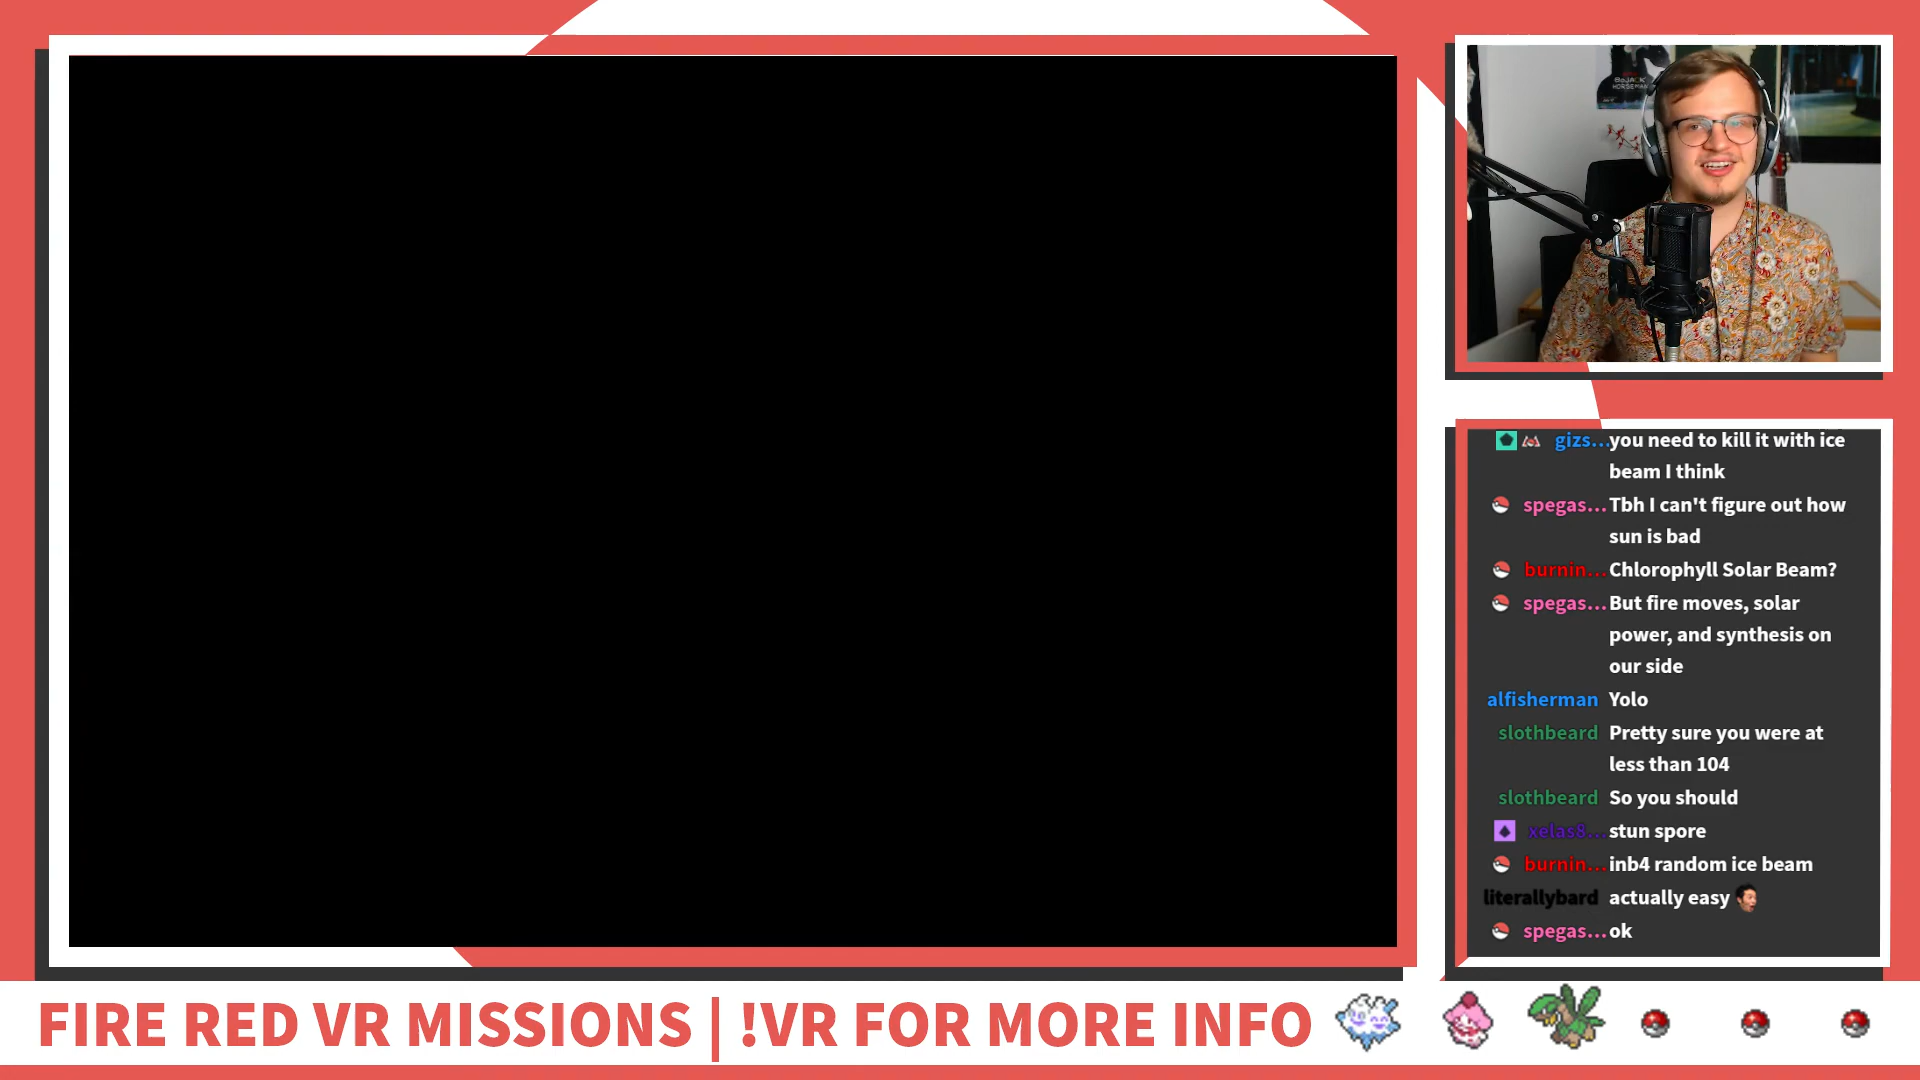 BoJACK
HORSEMAN
gizs...you need to kill it with ice
beam I think
spegas...Tbh I can't figure out how
sun is bad
burnin...Chlorophyll Solar Beam?
spegas...But fire moves, solar
power, and synthesis on
our side
alfisherman Yolo
slothbeard Pretty sure you were at
less than 104
slothbeard So you should
xelas8...stun spore
burnin...inb4 random ice beam
literallybard actually easy
spegas...ok
FIRE RED VR MISSIONS | !VR FOR MORE INFO